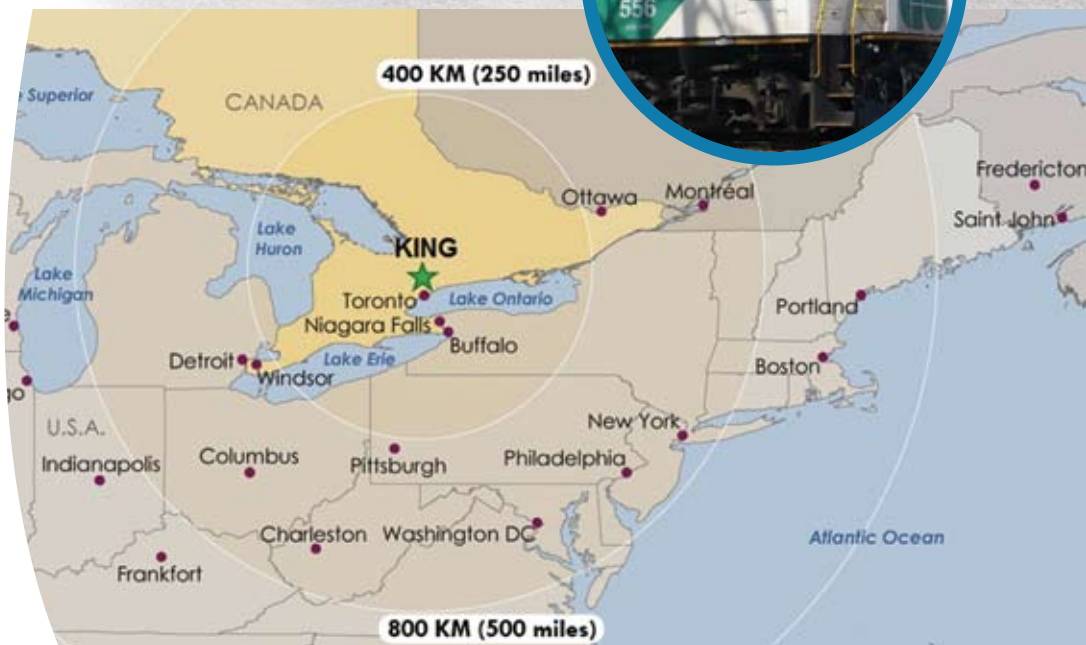 556
400 KM (250 miles)
Superior
CANADA
Fredericton
Ottawa
Montréal
Saint John
Lake
Huron
KING
Lake
Michigan
Toronto
Lake Ontario
Portland
Niagara Falls
Buffalo
Detroit
Lake Erie
Boston
Windsor
go
U.S.A.
New York
Indianapolis
Columbus
Pittsburgh
Philadelphia
Charleston
Washington DC
Atlantic Ocean
Frankfort
800 KM (500 miles)